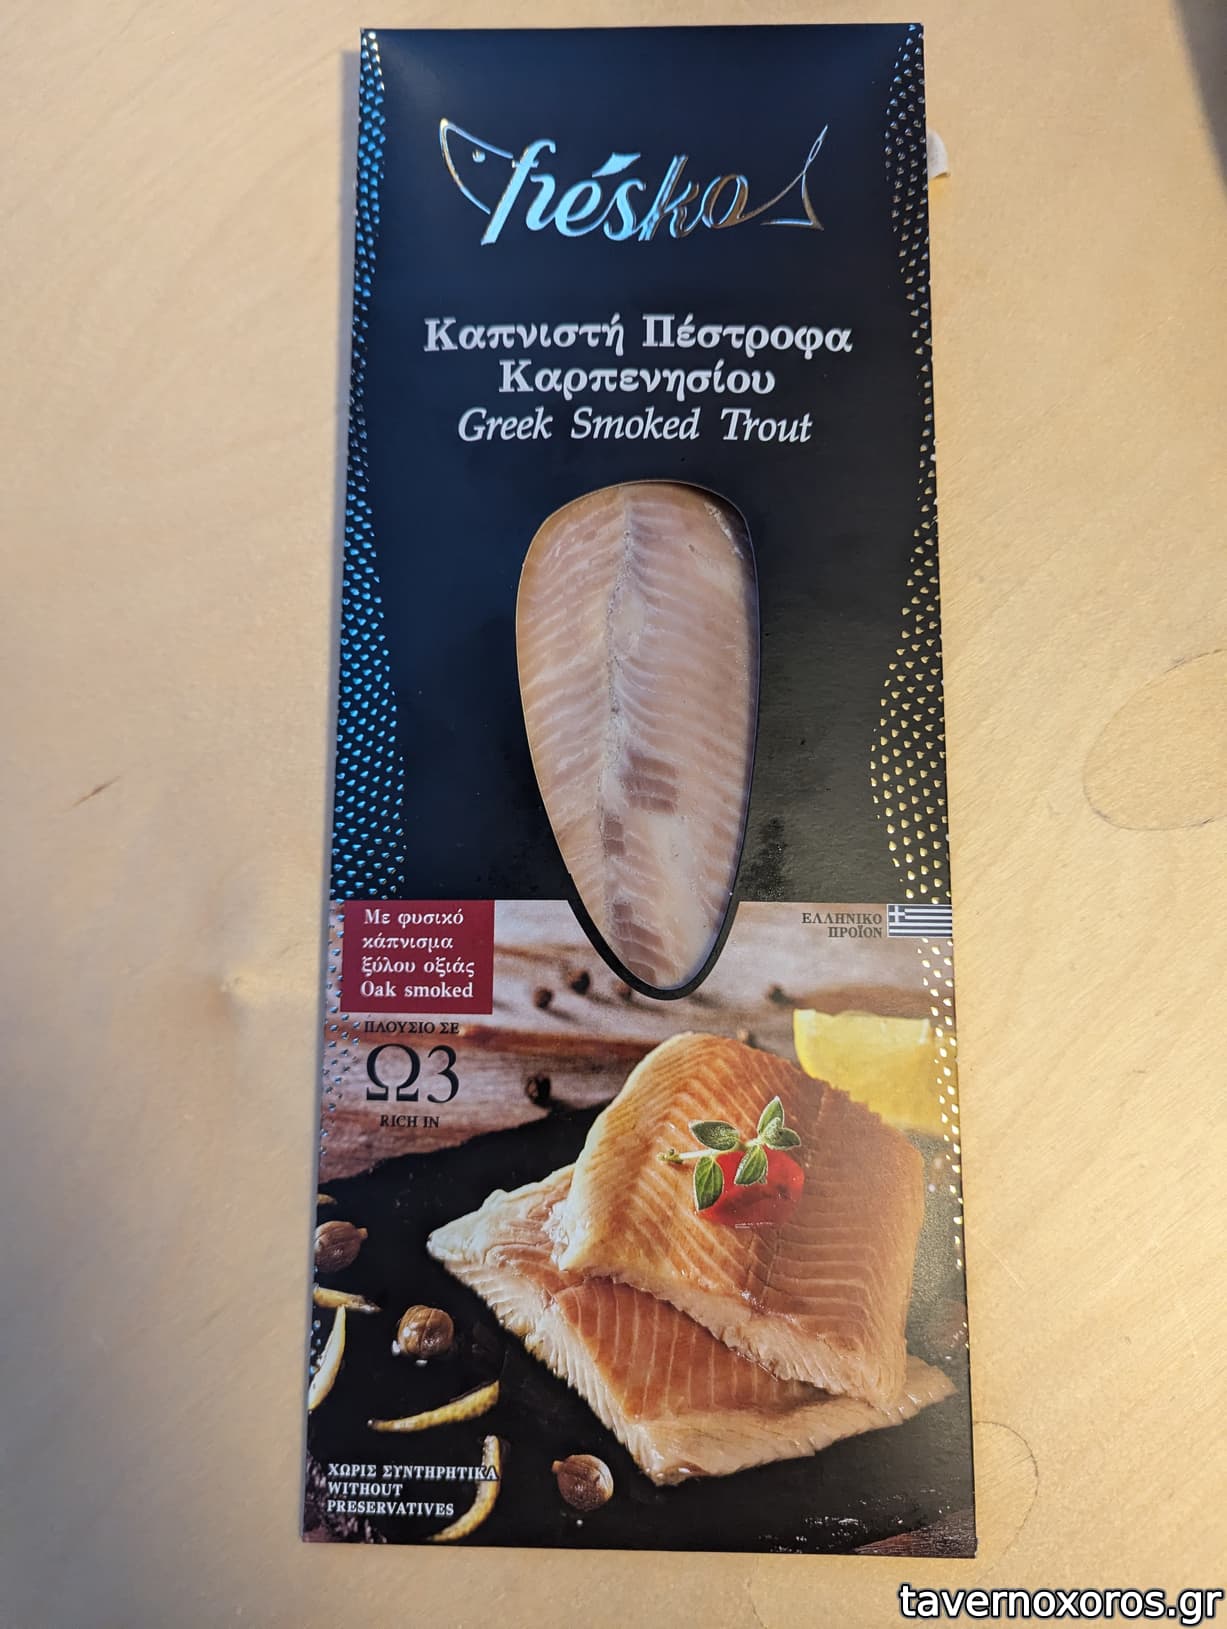 frésko
Καπνιστή Πέστροφα
Καρπενησίου
Greek Smoked Trout
Με φυσικό
κάπνισμα
ξύλου οξιάς
Oak smoked
ΕΛΛΗΝΙΚΟ
ΠΡΟΪΟΝ
ΠΛΟΥΣΙΟ ΣΕ
Ω3
RICH IN
ΧΩΡΙΣ ΣΥΝΤΗΡΗΤΙΚΑ
WITHOUT
PRESERVATIVES
tavernoxoros.gr